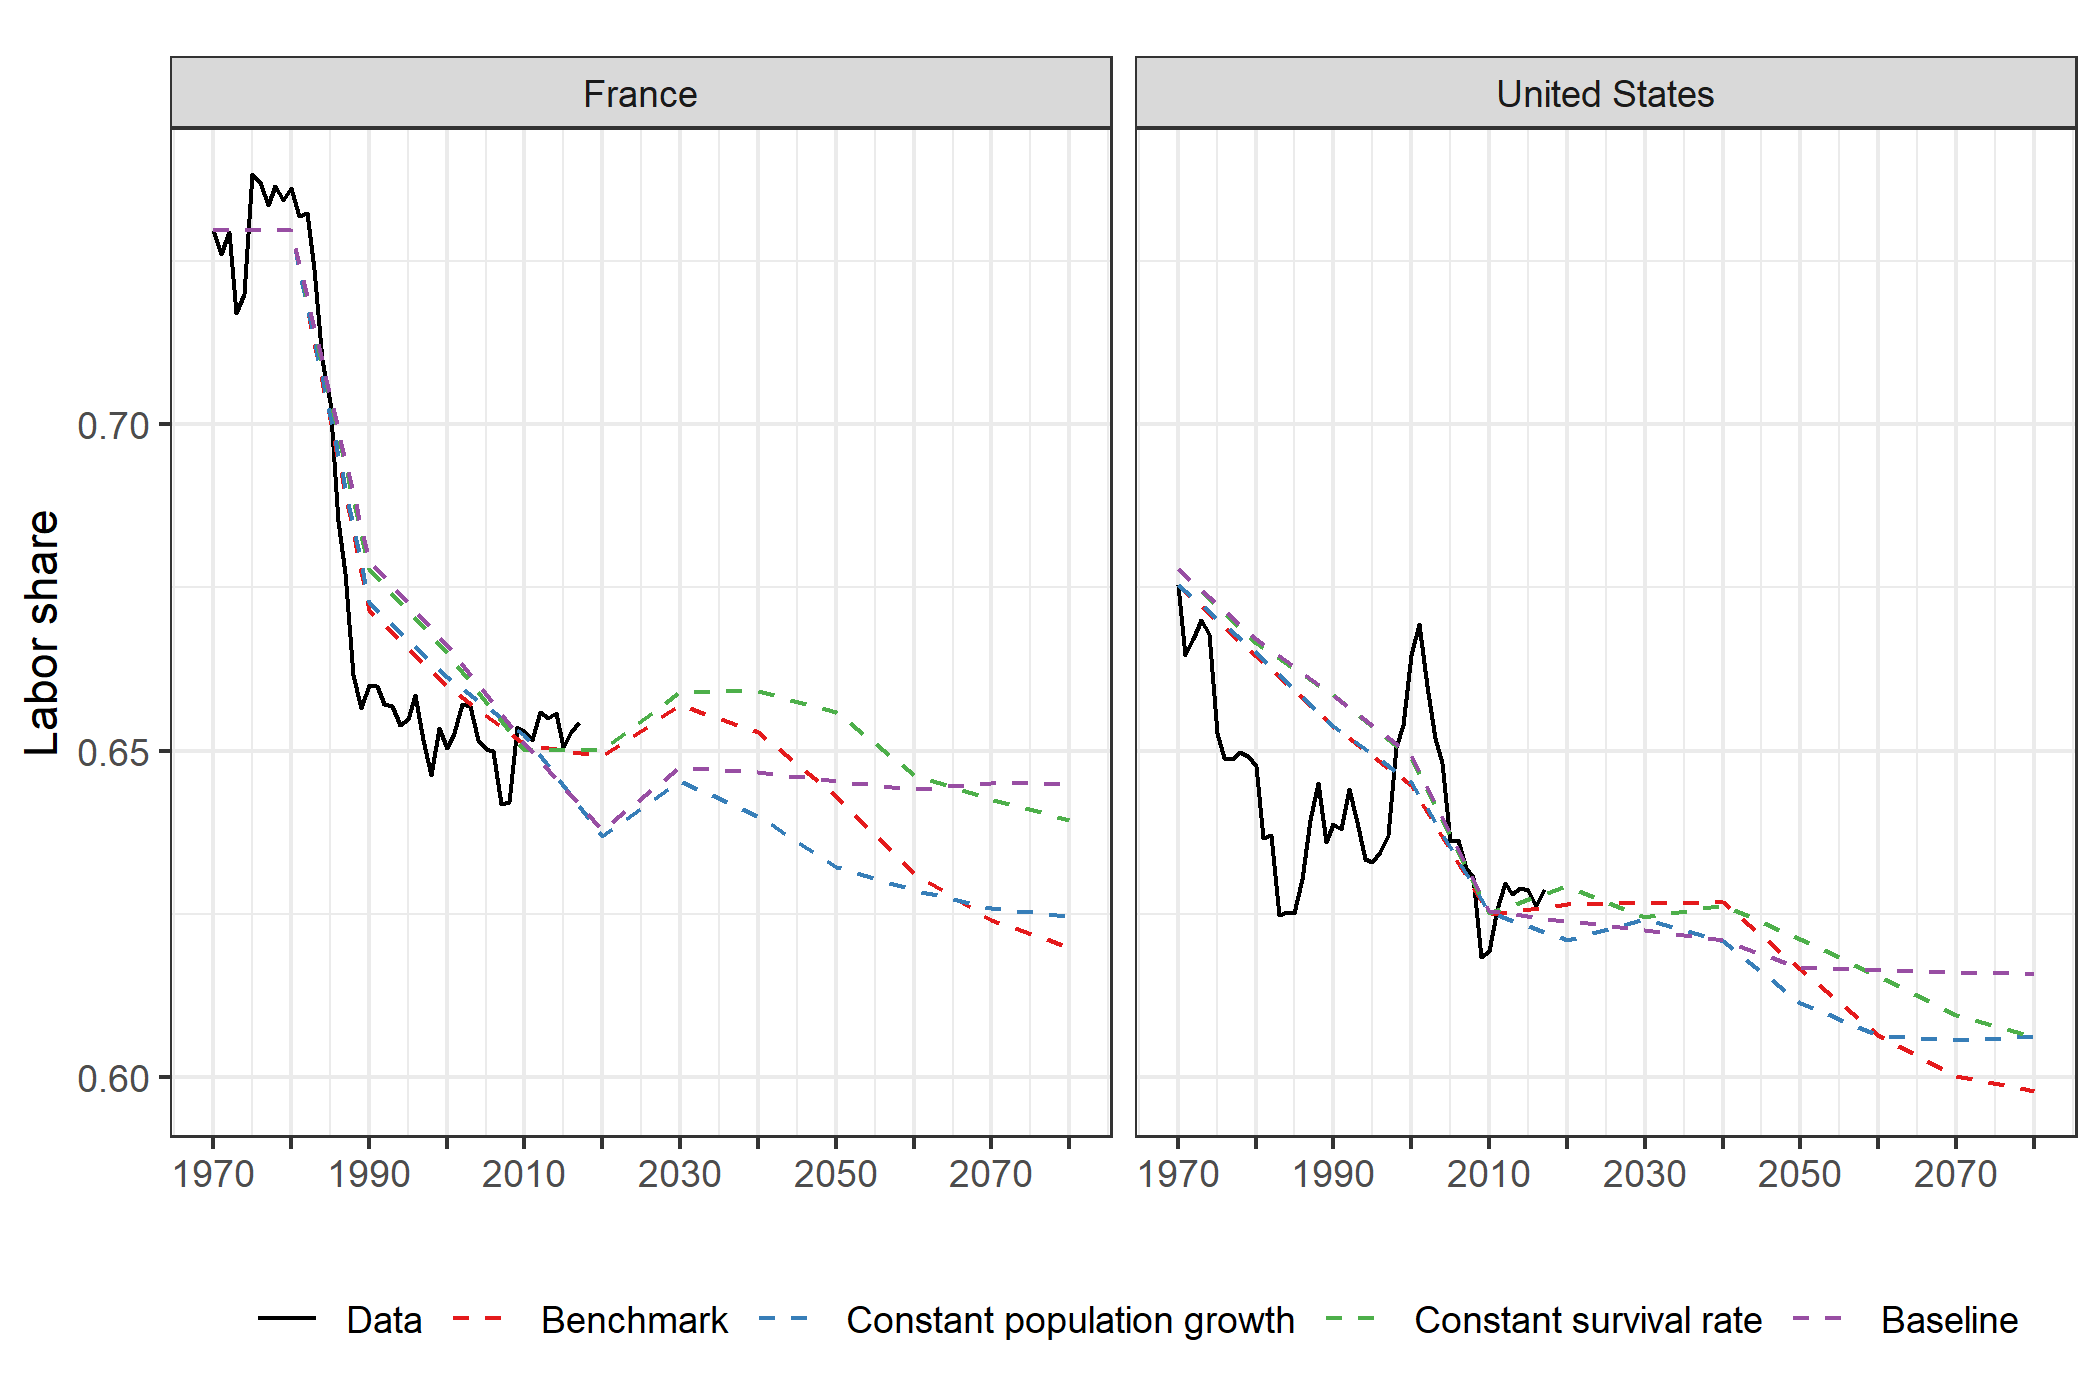 France
United States
Labor share
0.70
0.65
0.60
1970 1990 2010 2030 2050 2070
1970 1990 2010 2030 2050 2070
Data Benchmark Constant population growth Constant survival rate Baseline